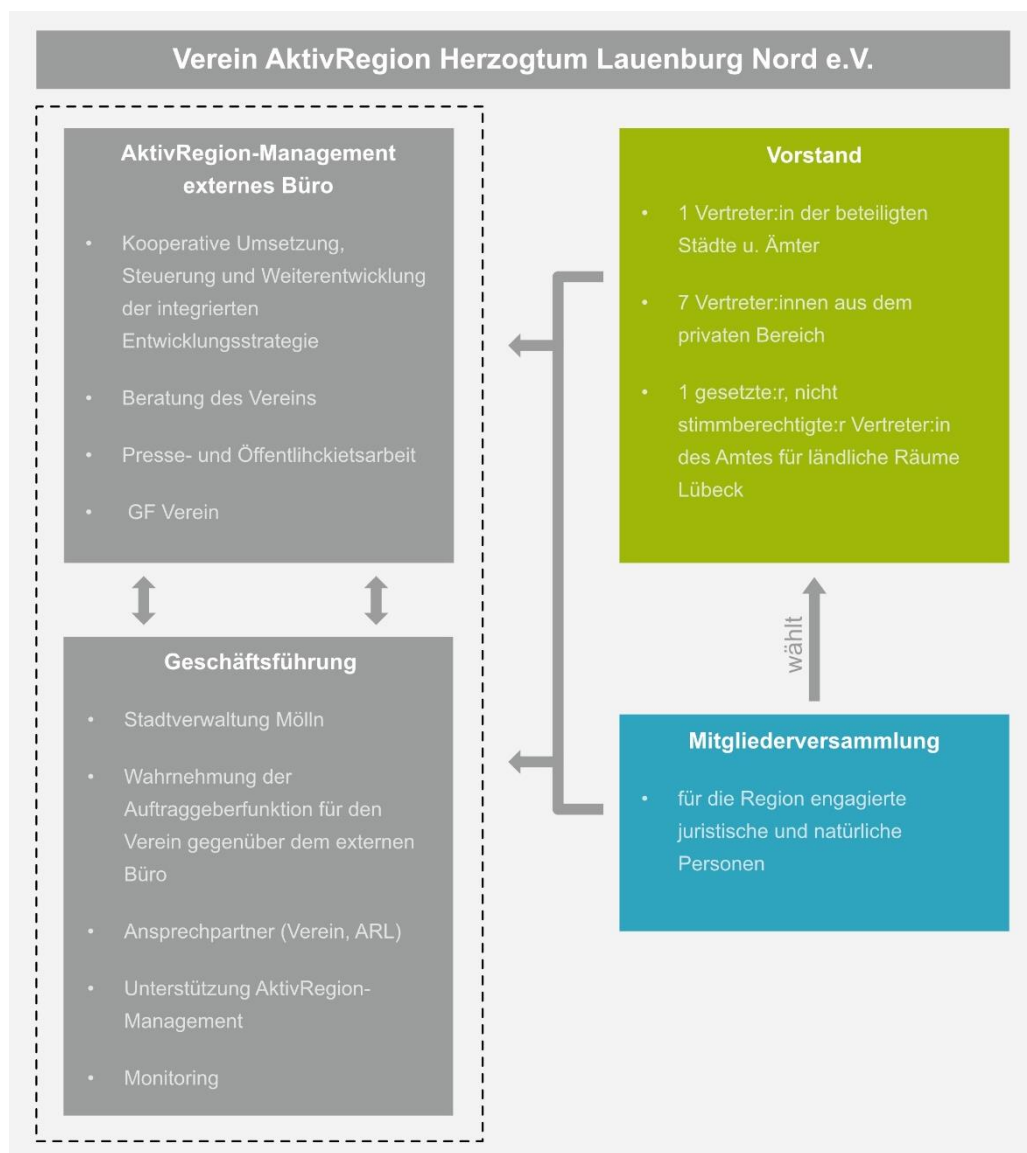 Verein AktivRegion Herzogtum Lauenburg Nord e.V.
AktivRegion-Management
externes Büro
• Kooperative Umsetzung,
Steuerung und Weiterentwicklung
der integrierten
Entwicklungsstrategie
• Beratung des Vereins
• Presse- und Öffentlihckietsarbeit
• GF Verein
Geschäftsführung
• Stadtverwaltung Mölln
• Wahrnehmung der
Auftraggeberfunktion für den
Verein gegenüber dem externen
Büro
• Ansprechpartner (Verein, ARL)
• Unterstützung AktivRegion-
Management
• Monitoring
Vorstand
• 1 Vertreter:in der beteiligten
Städte u. Ämter
• 7 Vertreter:innen aus dem
privaten Bereich
• 1 gesetzte:r, nicht
stimmberechtigte:r Vertreter:in
des Amtes für ländliche Räume
Lübeck
wählt
Mitgliederversammlung
• für die Region engagierte
juristische und natürliche
Personen